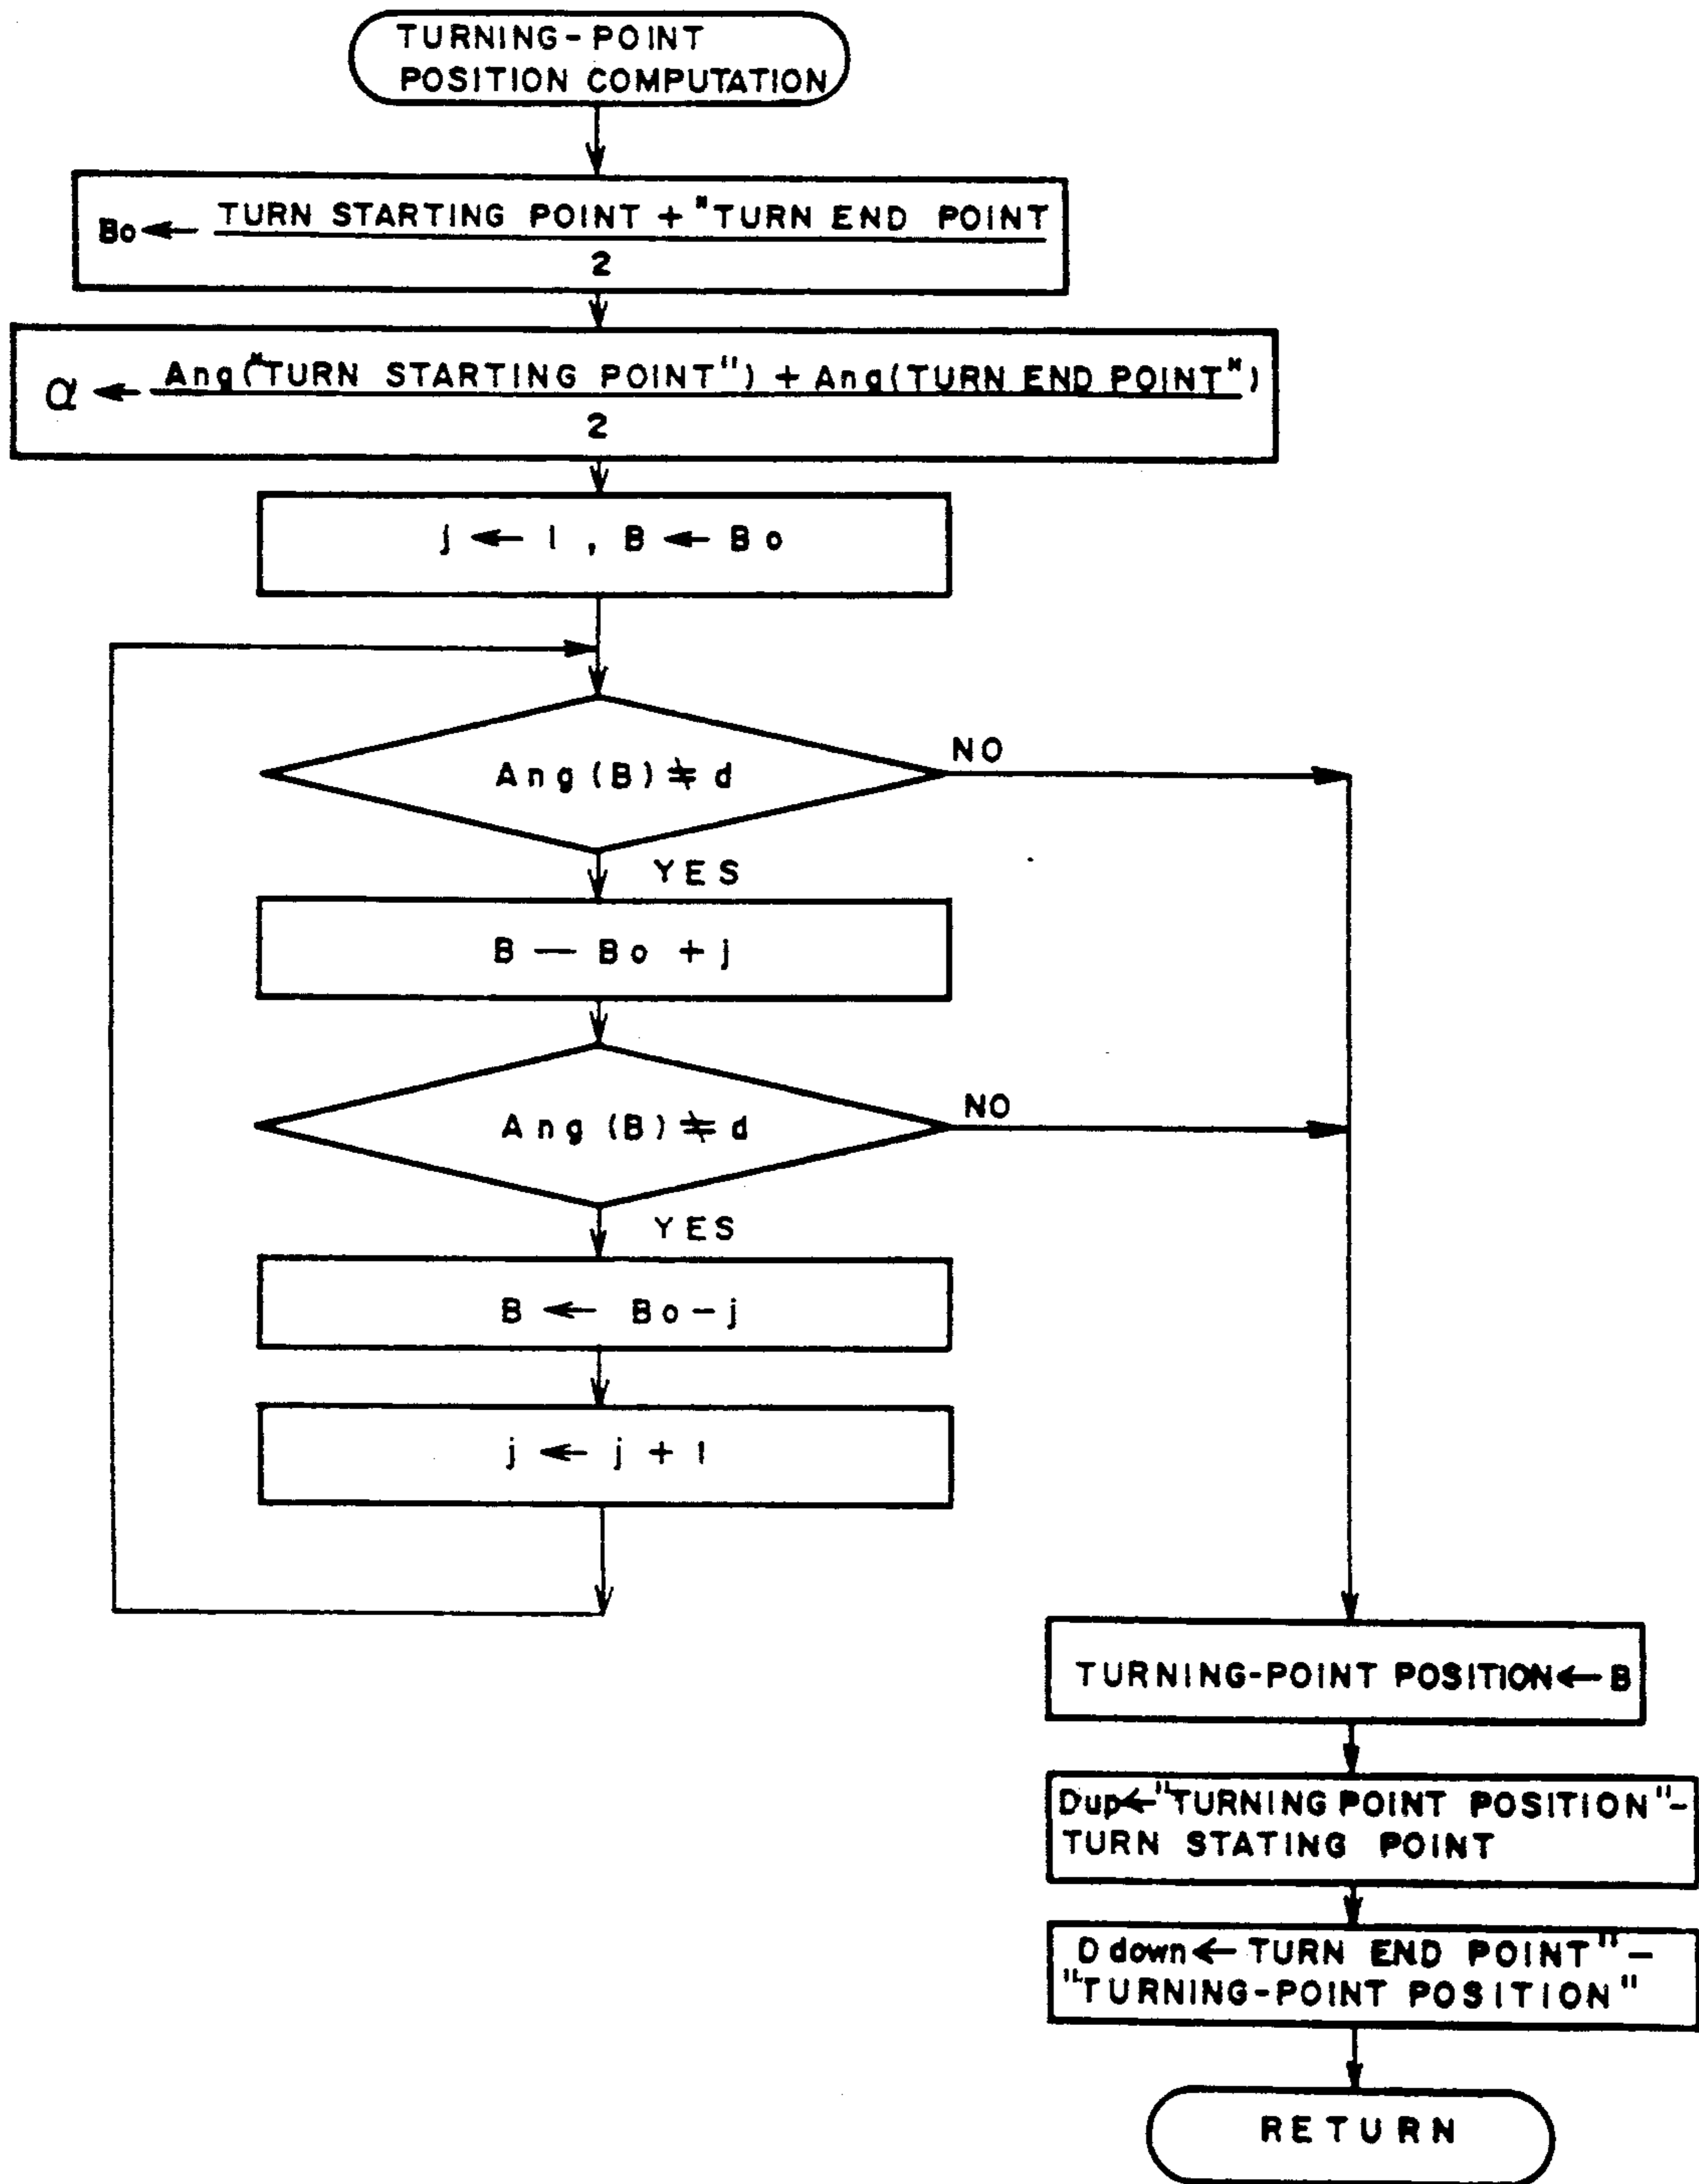 TURNING-POINT
POSITION COMPUTATION
Bo ← TURN STARTING POINT + "TURN END POINT
2
α ← Ang("TURN STARTING POINT") + Ang(TURN END POINT")
2
j ← 1 , B ← Bo
Ang (B) ≠ d
NO
YES
B — Bo + j
Ang (B) ≠ d
NO
YES
B ← Bo - j
j ← j + 1
TURNING-POINT POSITION ← B
Dup ← "TURNING POINT POSITION" -
TURN STATING POINT
D down ← TURN END POINT" -
"TURNING-POINT POSITION"
RETURN